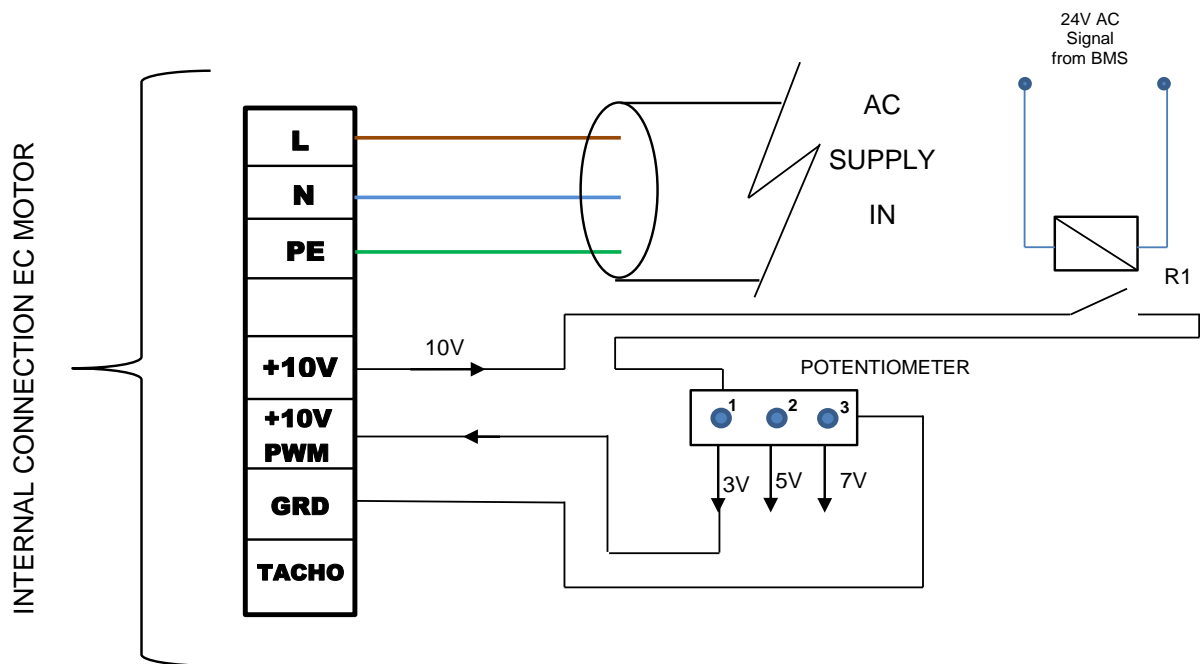 24V AC
Signal
from BMS
INTERNAL CONNECTION EC MOTOR
L
N
PE
+10V
+10V
PWM
GRD
TACHO
AC
SUPPLY
IN
R1
10V
POTENTIOMETER
1 2 3
3V 5V 7V